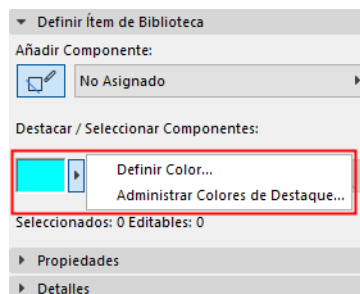 Definir Ítem de Biblioteca
Añadir Componente:
No Asignado
Destacar / Seleccionar Componentes:
Definir Color...
Administrar Colores de Destaque...
Seleccionados: 0 Editables: 0
Propiedades
Detalles